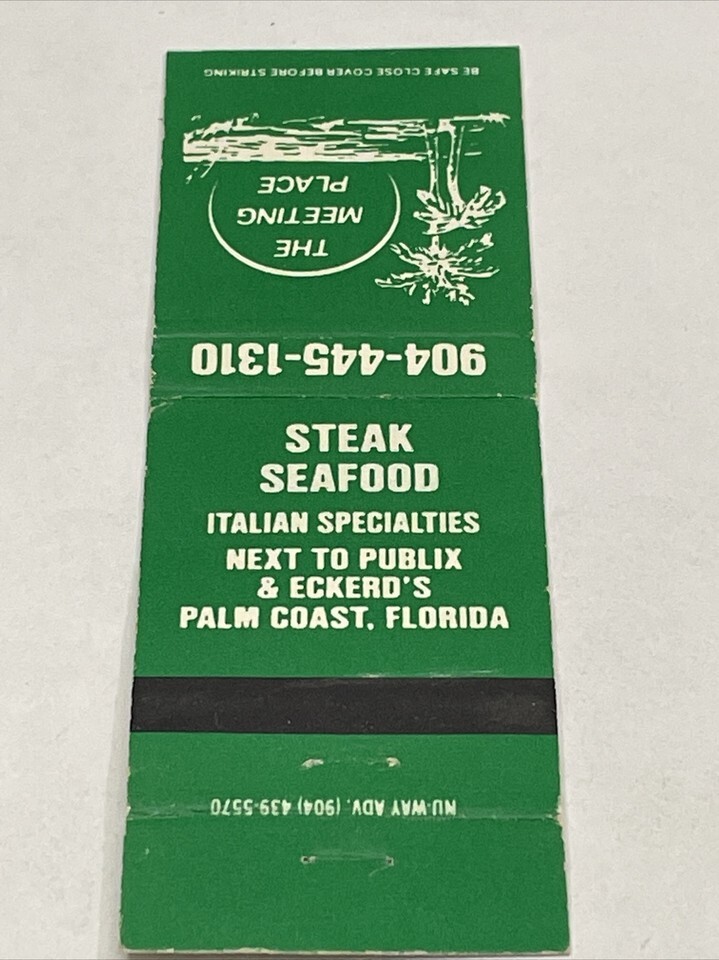 BE SAFE CLOSE COVER BEFORE STRIKING
THE
MEETING
PLACE
904-445-1310
STEAK
SEAFOOD
ITALIAN SPECIALTIES
NEXT TO PUBLIX
& ECKERD'S
PALM COAST, FLORIDA
NU-WAY ADV. (904) 439-5570